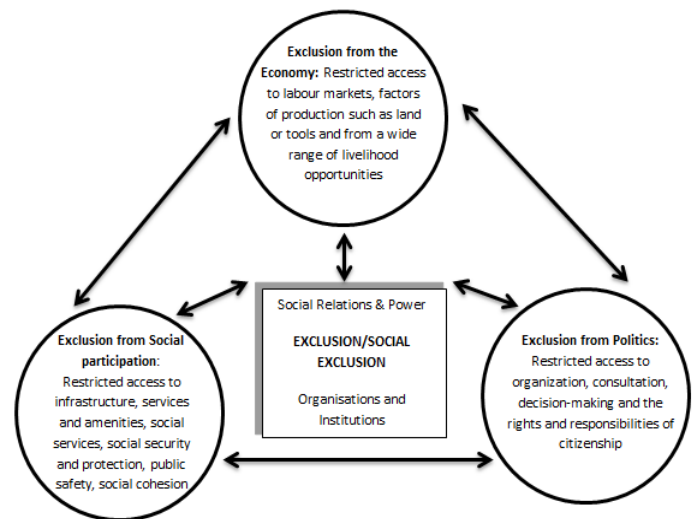 Exclusion from the
Economy: Restricted access
to labour markets, factors
of production such as land
or tools and from a wide
range of livelihood
opportunities
Social Relations & Power
EXCLUSION/SOCIAL
EXCLUSION
Organisations and
Institutions
Exclusion from Social
participation:
Restricted access to
infrastructure, services
and amenities, social
services, social security
and protection, public
safety, social cohesion
Exclusion from Politics:
Restricted access to
organization, consultation,
decision-making and the
rights and responsibilities of
citizenship